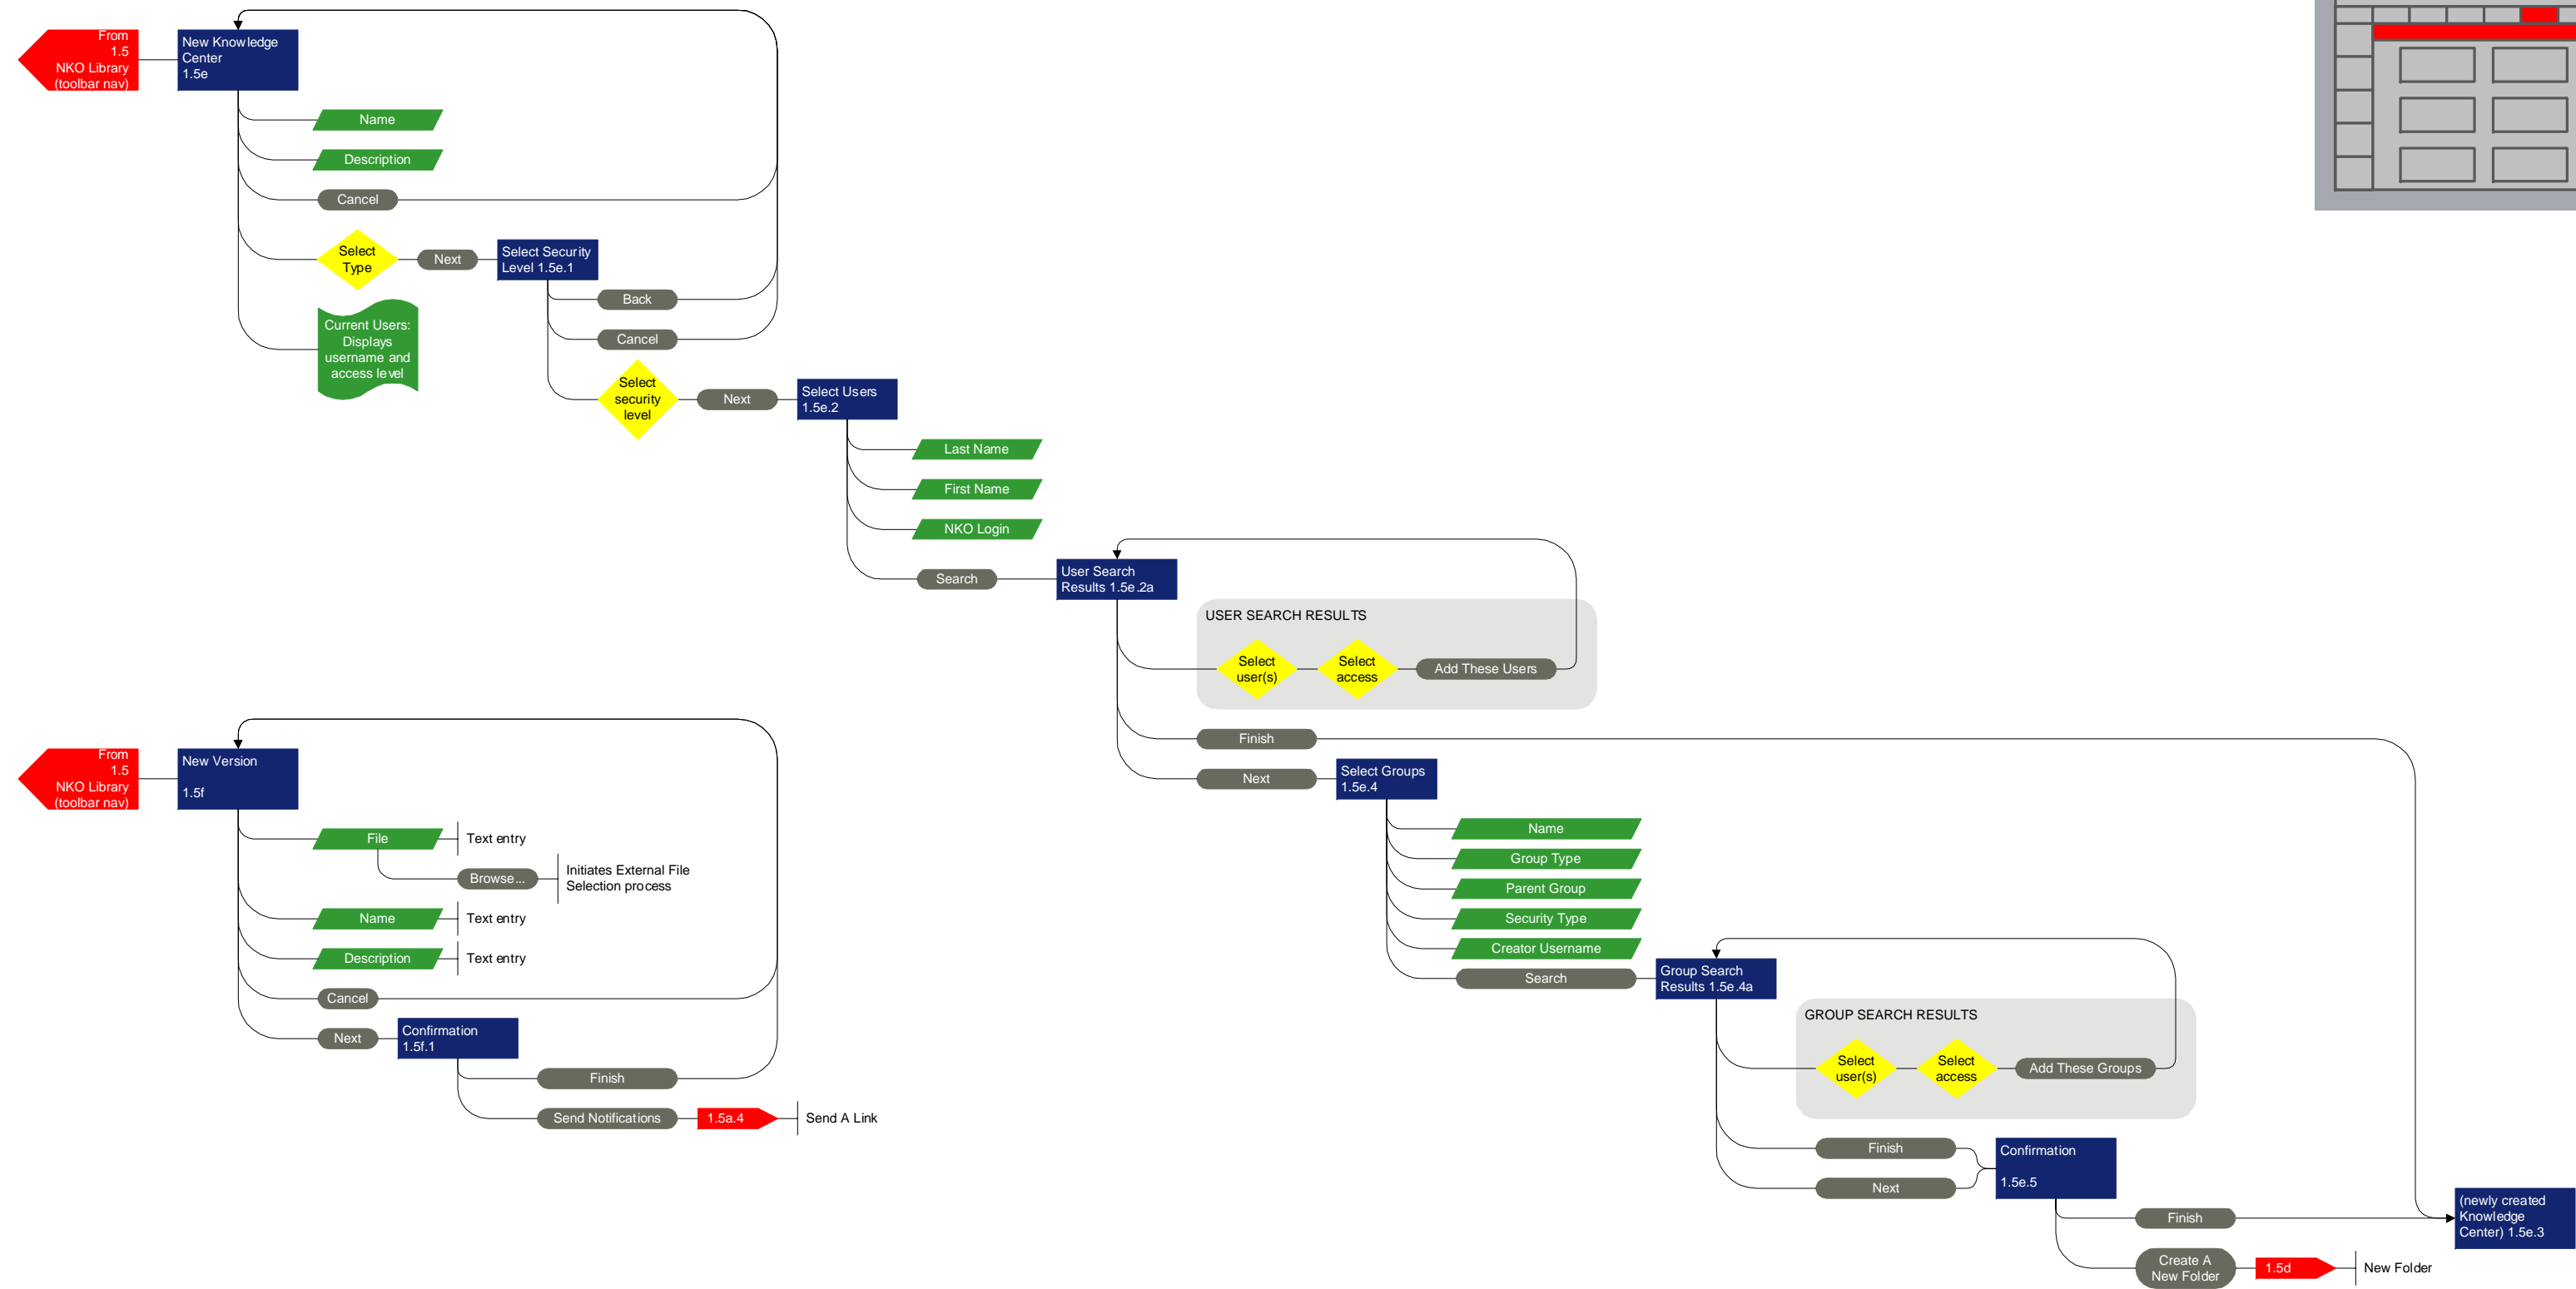 From
1.5
NKO Library
(toolbar nav)
New Knowledge
Center
1.5e
Name
Description
Cancel
Select
Type
Next
Select Security
Level 1.5e.1
Back
Cancel
Current Users:
Displays
username and
access level
Select
security
level
Next
Select Users
1.5e.2
Last Name
First Name
NKO Login
Search
User Search
Results 1.5e.2a
USER SEARCH RESULTS
Select
user(s)
Select
access
Add These Users
Finish
Next
Select Groups
1.5e.4
Name
Group Type
Parent Group
Security Type
Creator Username
Search
Group Search
Results 1.5e.4a
GROUP SEARCH RESULTS
Select
user(s)
Select
access
Add These Groups
Finish
Next
Confirmation
1.5e.5
Finish
(newly created
Knowledge
Center) 1.5e.3
Create A
New Folder
1.5d
New Folder
From
1.5
NKO Library
(toolbar nav)
New Version
1.5f
File
Text entry
Browse...
Initiates External File
Selection process
Name
Text entry
Description
Text entry
Cancel
Next
Confirmation
1.5f.1
Finish
Send Notifications
1.5a.4
Send A Link